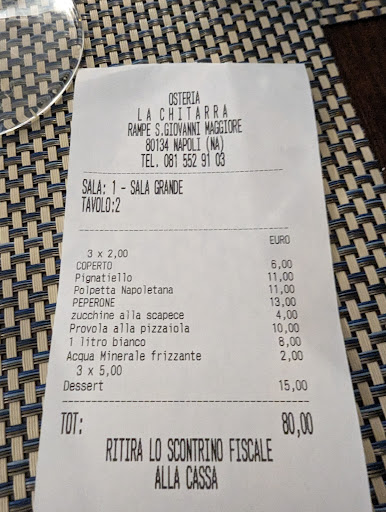 OSTERIA
LA CHITARRA
RAMPE S.GIOVANNI MAGGIORE
80134 NAPOLI (NA)
TEL. 081 552 91 03
SALA: 1 - SALA GRANDE
TAVOLO:2
EURO
3 x 2,00
COPERTO 6,00
Pignatiello 11,00
Polpetta Napoletana 11,00
PEPERONE 13,00
zucchine alla scapece 4,00
Provola alla pizzaiola 10,00
1 litro bianco 8,00
Acqua Minerale frizzante 2,00
3 x 5,00
Dessert 15,00
TOT: 80,00
RITIRA LO SCONTRINO FISCALE
ALLA CASSA